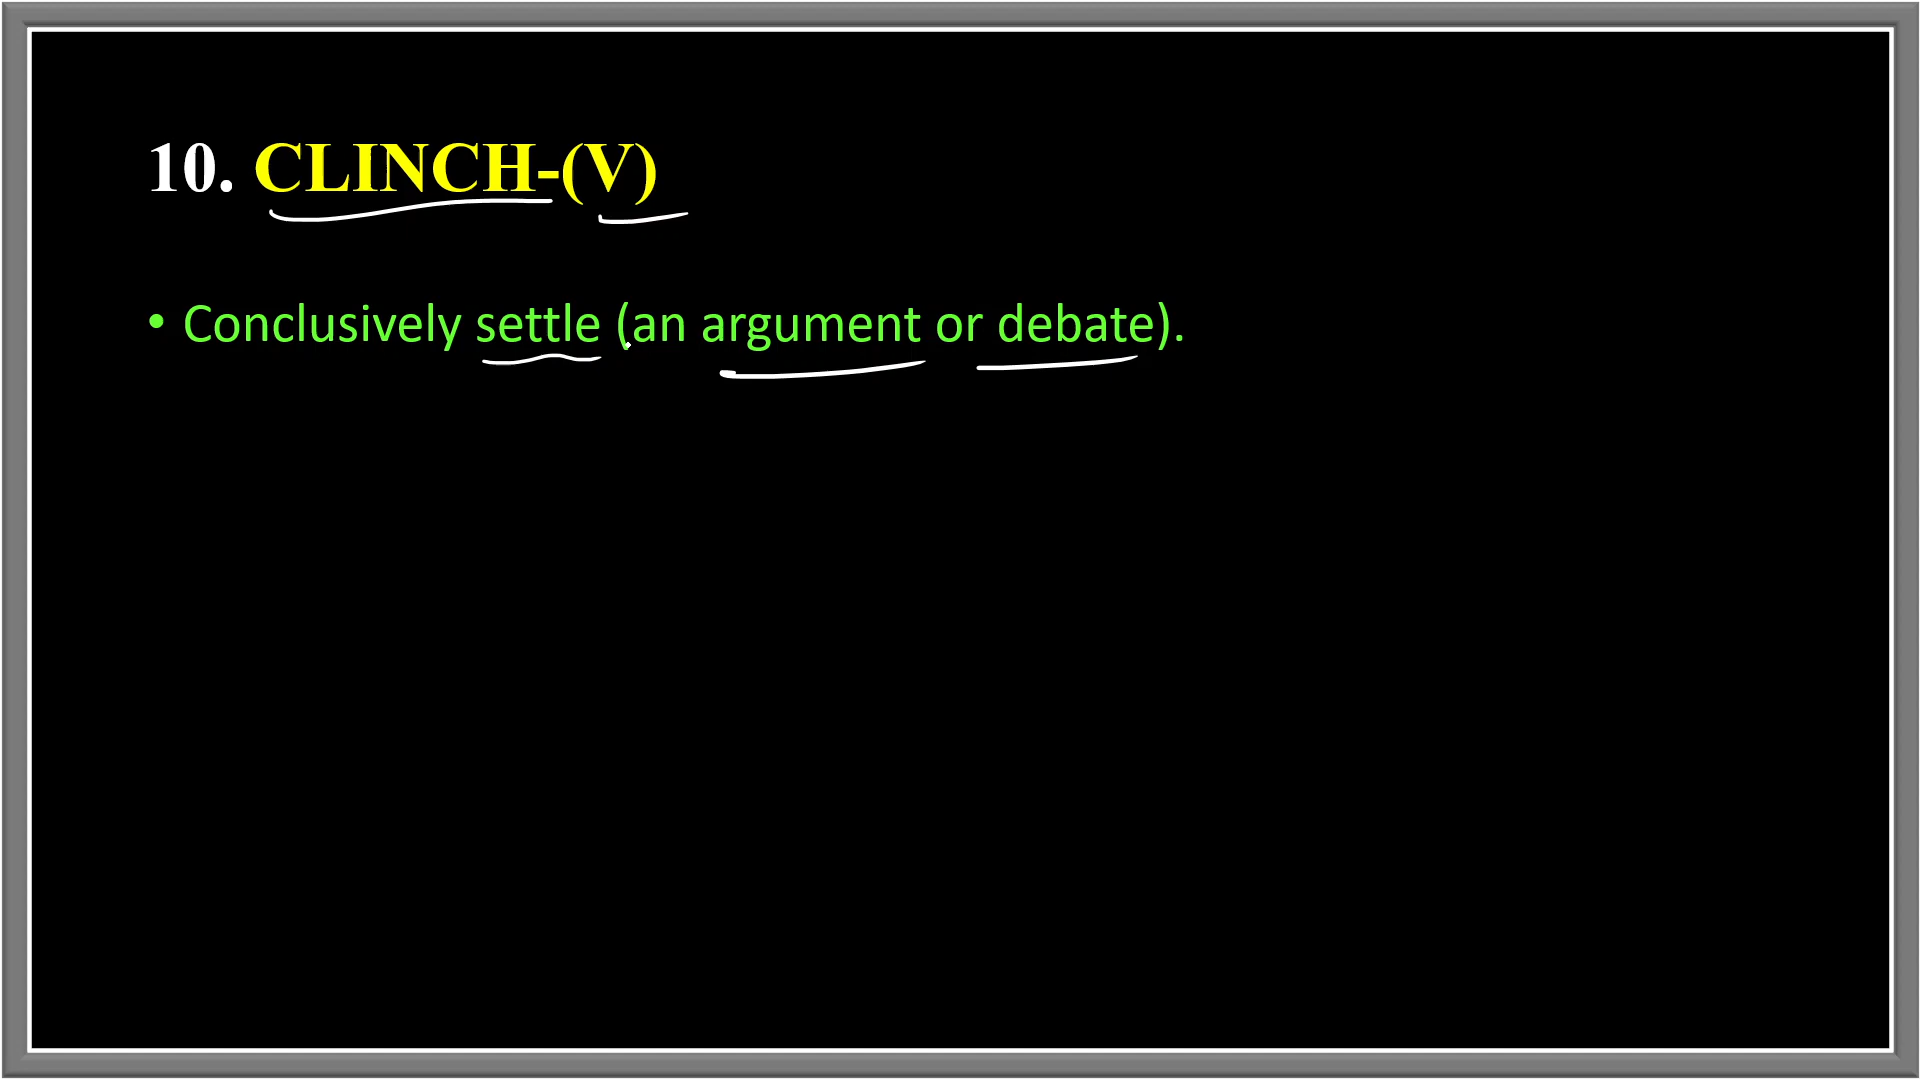 10. CLINCH-(V)
• Conclusively settle (an argument or debate).